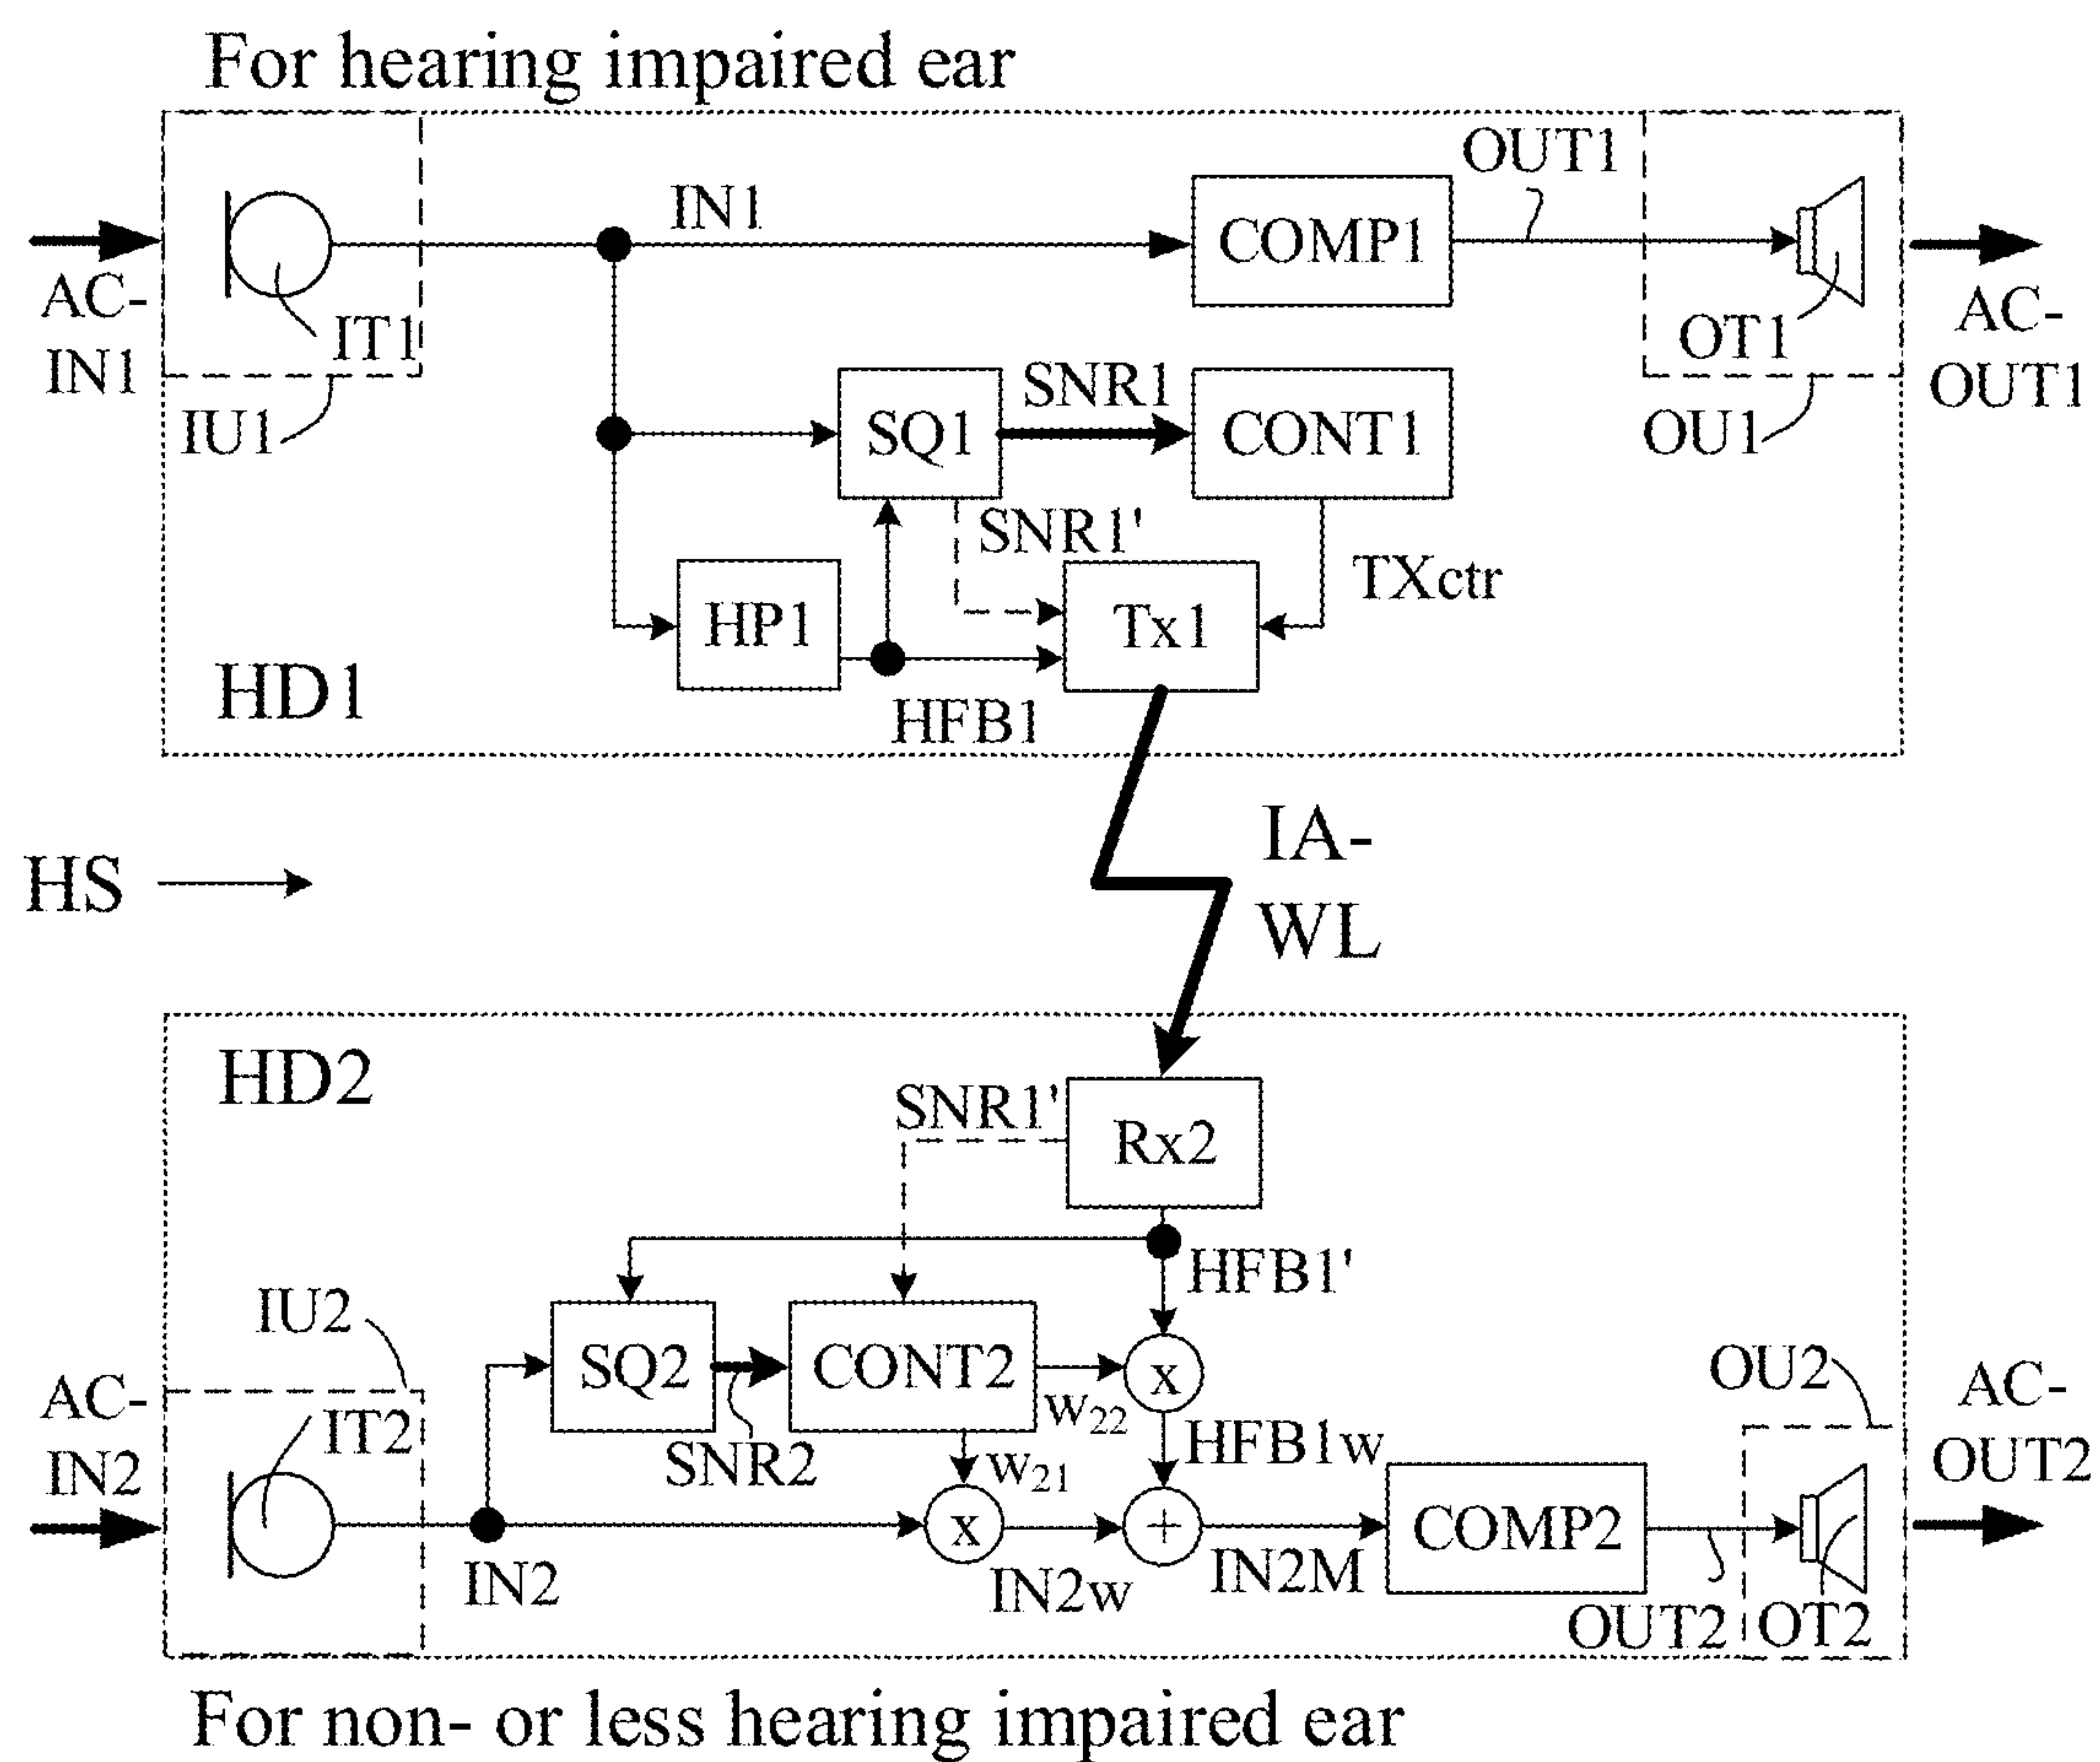 For hearing impaired ear
OUT1
IN1
COMP1
AC-
IN1
IT1
OT1
AC-
OUT1
IU1
SNR1
SQ1
CONT1
OU1
SNR1'
TXctr
HP1
Tx1
HD1
HFB1
IA-
WL
HS
HD2
SNR1'
Rx2
HFB1'
IU2
SQ2
CONT2
x
OU2
AC-
IN2
IT2
SNR2
w22
w21
HFB1w
AC-
OUT2
x
+
COMP2
IN2
IN2w
IN2M
OUT2
OT2
For non- or less hearing impaired ear